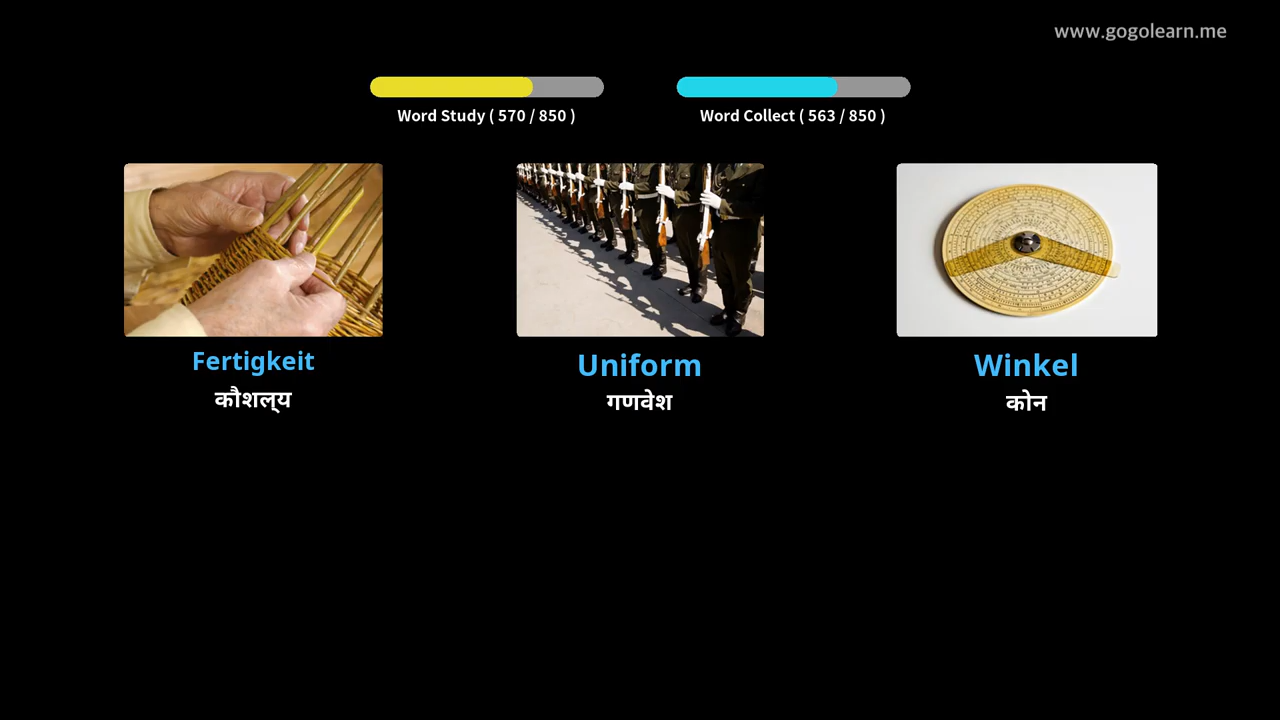 www.gogolearn.me
Word Study ( 570 / 850 )
Word Collect ( 563 / 850 )
Fertigkeit
Uniform
Winkel
कौशल्य
गणवेश
कोन